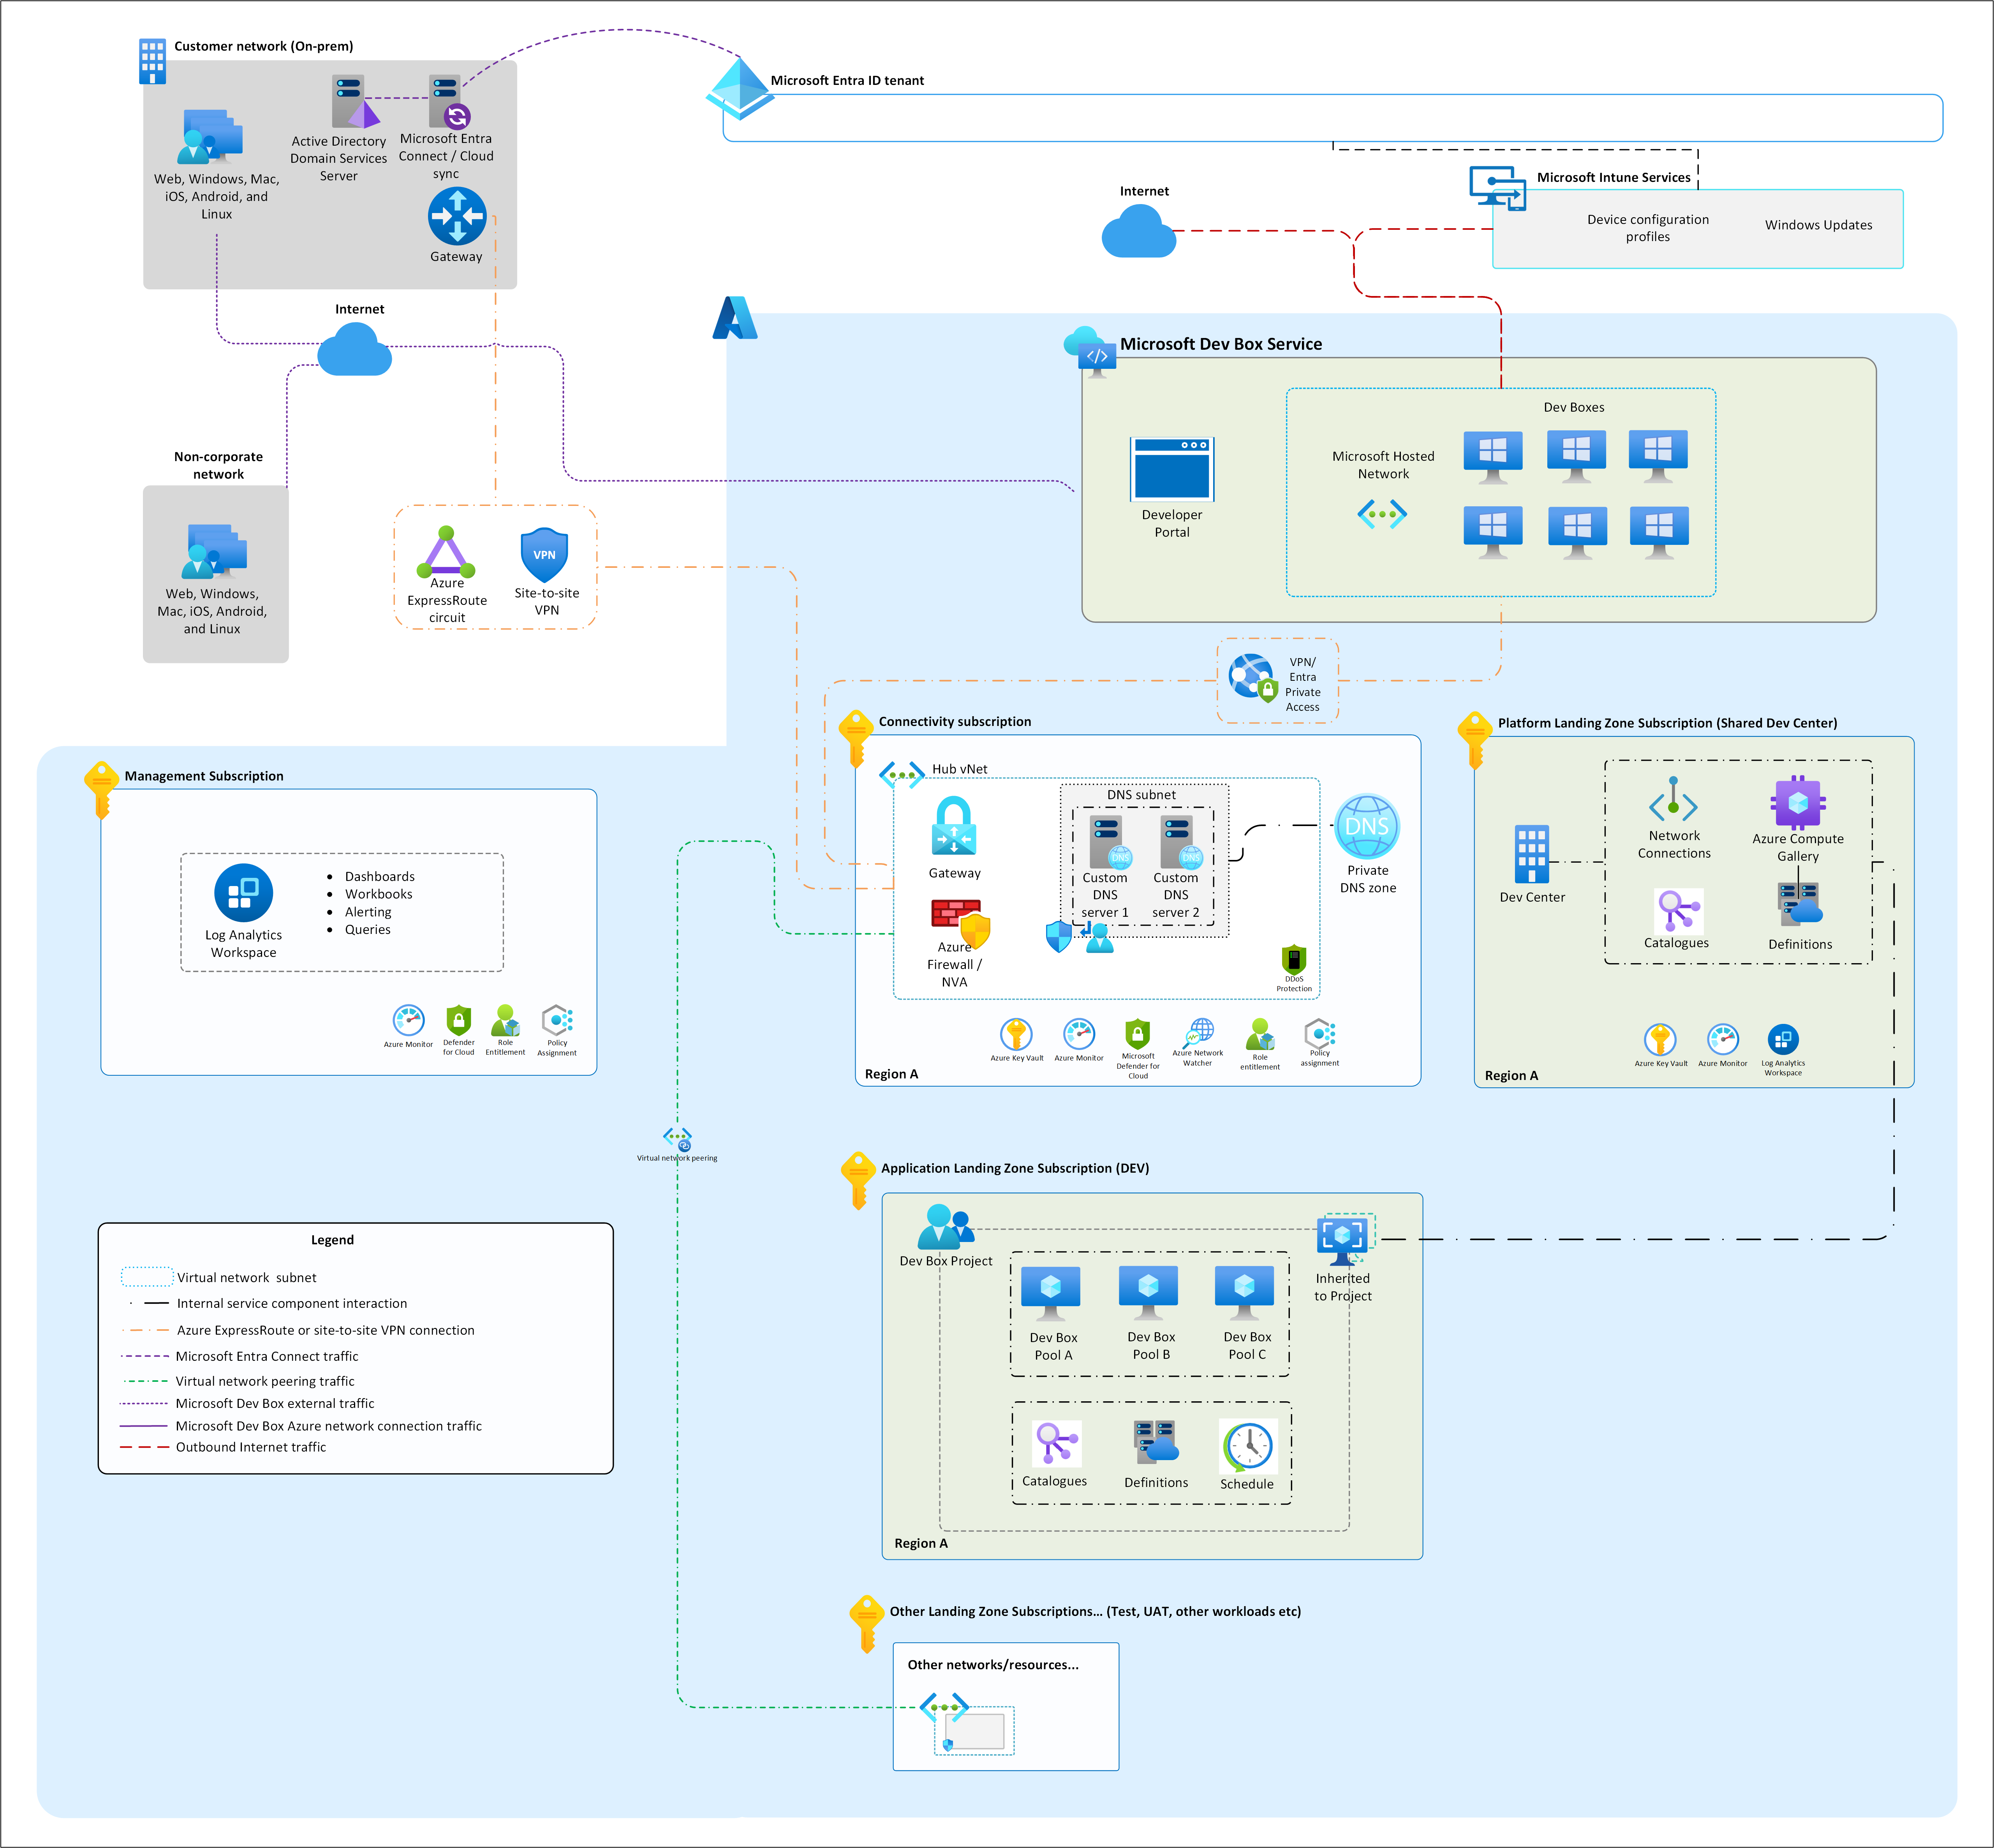 Customer network (On-prem)
Web, Windows, Mac,
iOS, Android, and
Linux
Active Directory
Domain Services
Server
Microsoft Entra
Connect / Cloud
sync
Gateway
Microsoft Entra ID tenant
Internet
Microsoft Intune Services
Device configuration
profiles
Windows Updates
Internet
Non-corporate
network
Web, Windows,
Mac, iOS, Android,
and Linux
Azure
ExpressRoute
circuit
VPN
Site-to-site
VPN
Microsoft Dev Box Service
Developer
Portal
Microsoft Hosted
Network
Dev Boxes
VPN/
Entra
Private
Access
Management Subscription
Log Analytics
Workspace
• Dashboards
• Workbooks
• Alerting
• Queries
Azure Monitor
Defender
for Cloud
Role
Entitlement
Policy
Assignment
Connectivity subscription
Hub vNet
Gateway
Azure
Firewall /
NVA
DNS subnet
DNS
Custom
DNS
server 1
DNS
Custom
DNS
server 2
DNS
Private
DNS zone
DDoS
Protection
Azure Key Vault
Azure Monitor
Microsoft
Defender for
Cloud
Azure Network
Watcher
Role
entitlement
Policy
assignment
Region A
Platform Landing Zone Subscription (Shared Dev Center)
Dev Center
Network
Connections
Azure Compute
Gallery
Catalogues
Definitions
Azure Key Vault
Azure Monitor
Log Analytics
Workspace
Region A
Virtual network peering
Legend
Virtual network subnet
Internal service component interaction
Azure ExpressRoute or site-to-site VPN connection
Microsoft Entra Connect traffic
Virtual network peering traffic
Microsoft Dev Box external traffic
Microsoft Dev Box Azure network connection traffic
Outbound Internet traffic
Application Landing Zone Subscription (DEV)
Dev Box Project
Inherited
to Project
Dev Box
Pool A
Dev Box
Pool B
Dev Box
Pool C
Catalogues
Definitions
Schedule
Region A
Other Landing Zone Subscriptions… (Test, UAT, other workloads etc)
Other networks/resources...